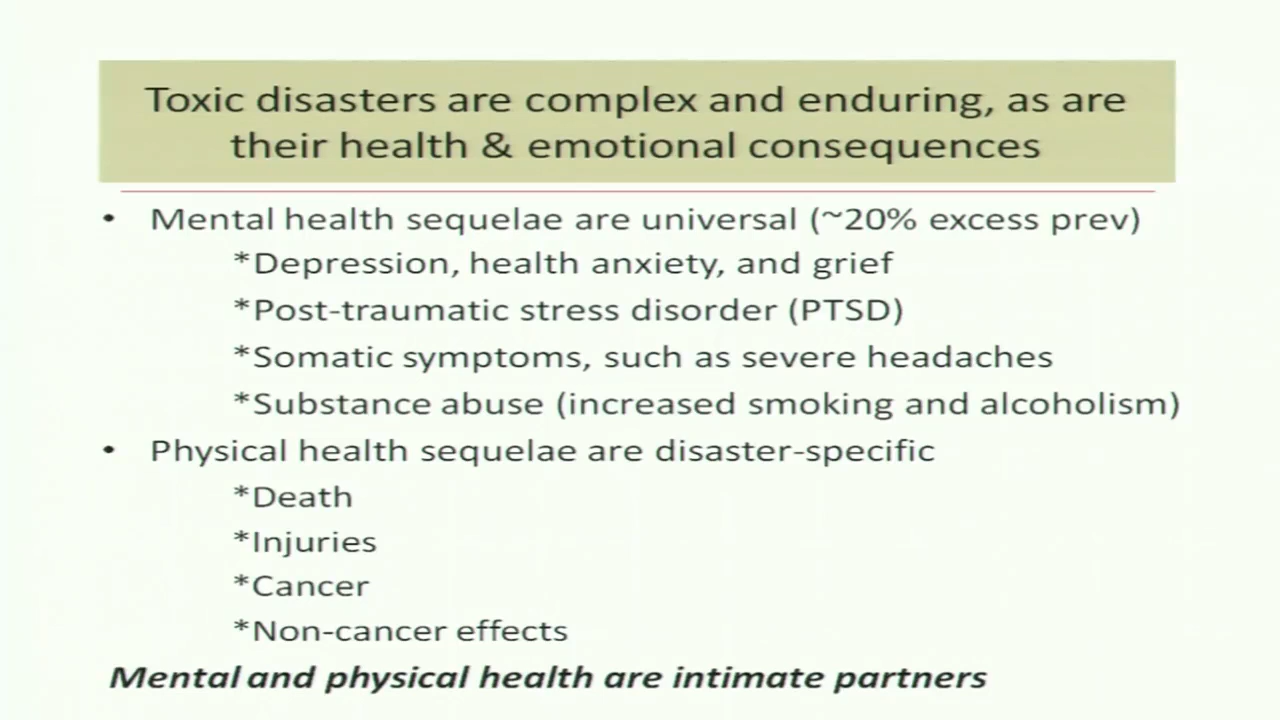 Toxic disasters are complex and enduring, as are
their health & emotional consequences
• Mental health sequelae are universal (~20% excess prev)
*Depression, health anxiety, and grief
*Post-traumatic stress disorder (PTSD)
*Somatic symptoms, such as severe headaches
*Substance abuse (increased smoking and alcoholism)
• Physical health sequelae are disaster-specific
*Death
*Injuries
*Cancer
*Non-cancer effects
Mental and physical health are intimate partners